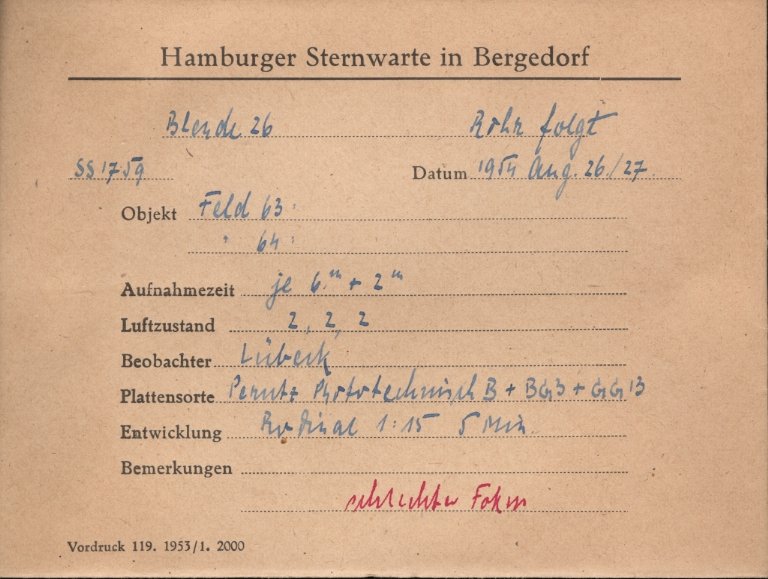 Hamburger Sternwarte in Bergedorf
Blende 26 Rohr folgt
SS 1759 Datum 1954 Aug. 26/27
Objekt Feld 63
" 64
Aufnahmezeit je 6m + 2m
Luftzustand 2, 2, 2
Beobachter Lübeck
Plattensorte Perutz Phototechnisch B + BG3 + GG13
Entwicklung Rodinal 1:15 5 Min
Bemerkungen
schlechter Fokus
Vordruck 119. 1953/1. 2000